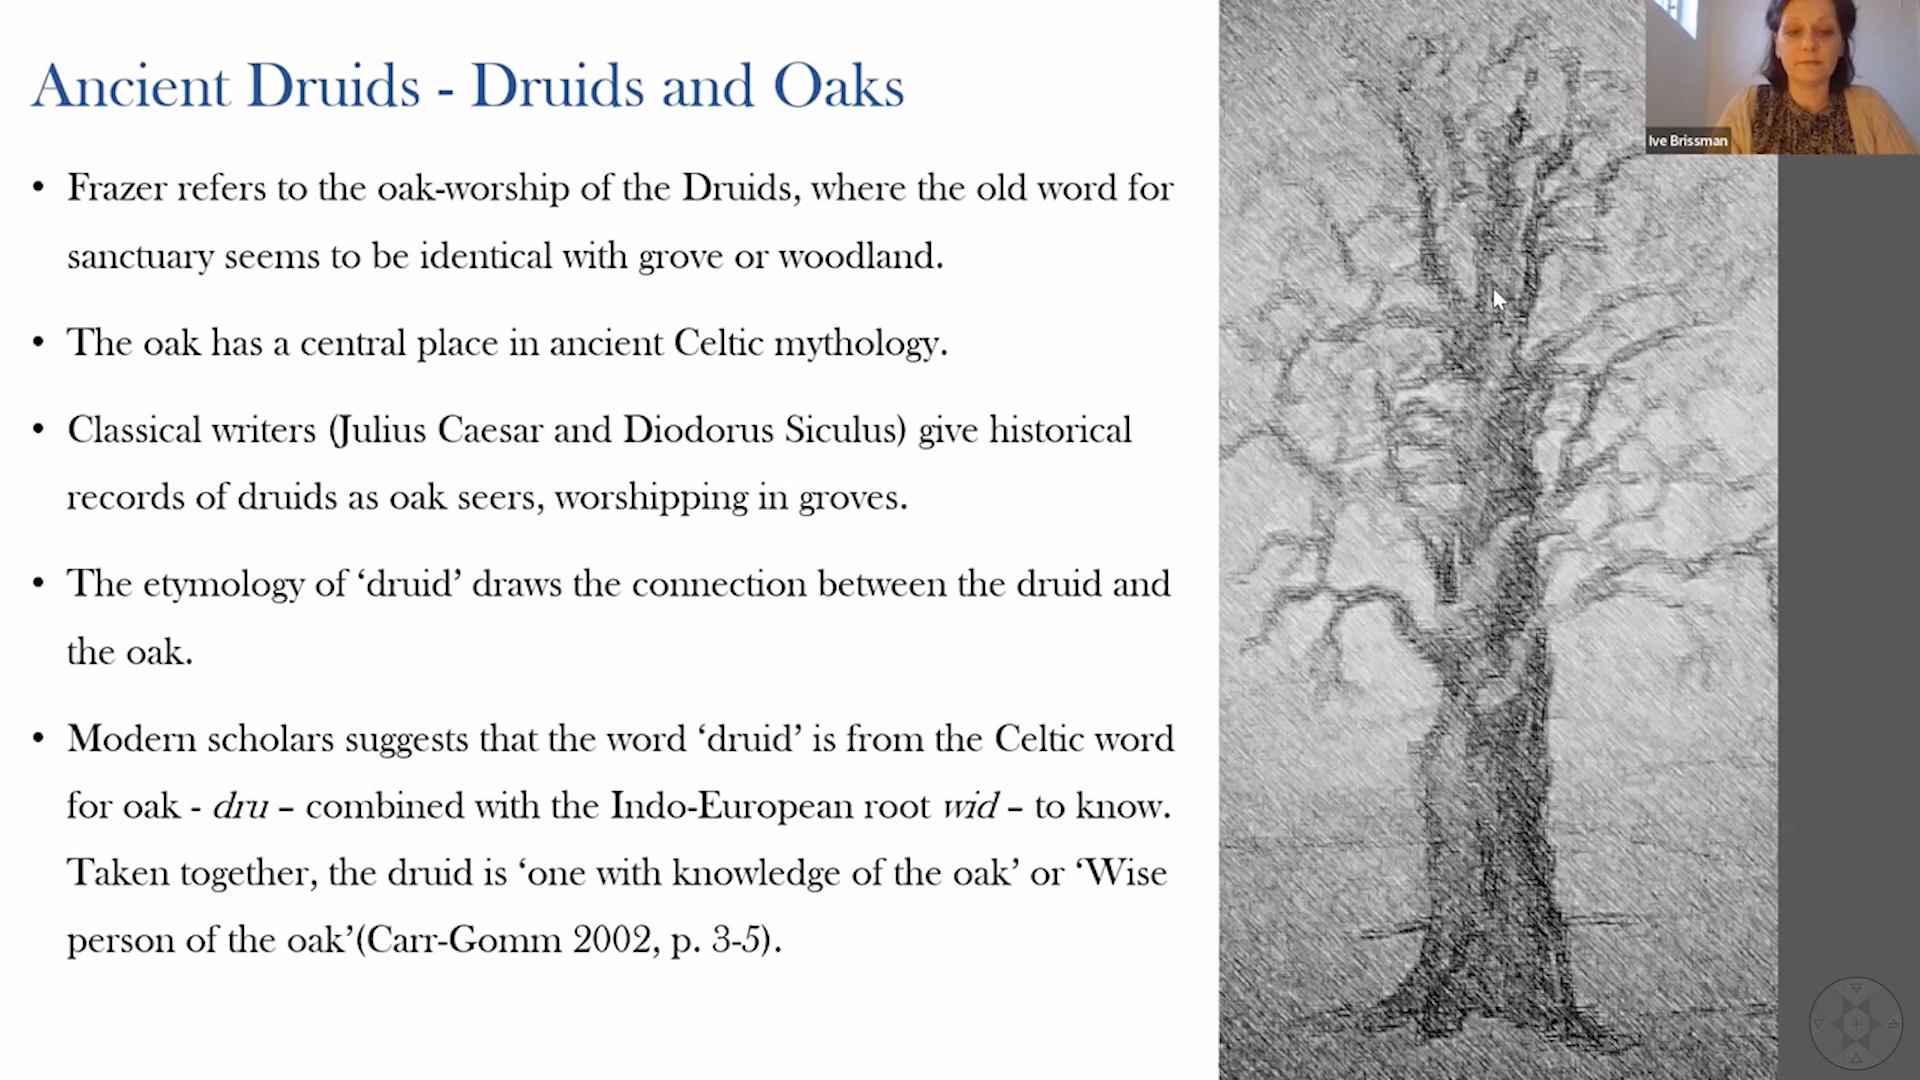 Ancient Druids - Druids and Oaks
Ive Brissman
• Frazer refers to the oak-worship of the Druids, where the old word for
sanctuary seems to be identical with grove or woodland.
• The oak has a central place in ancient Celtic mythology.
• Classical writers (Julius Caesar and Diodorus Siculus) give historical
records of druids as oak seers, worshipping in groves.
• The etymology of ‘druid’ draws the connection between the druid and
the oak.
• Modern scholars suggests that the word ‘druid’ is from the Celtic word
for oak - dru – combined with the Indo-European root wid – to know.
Taken together, the druid is ‘one with knowledge of the oak’ or ‘Wise
person of the oak’(Carr-Gomm 2002, p. 3-5).